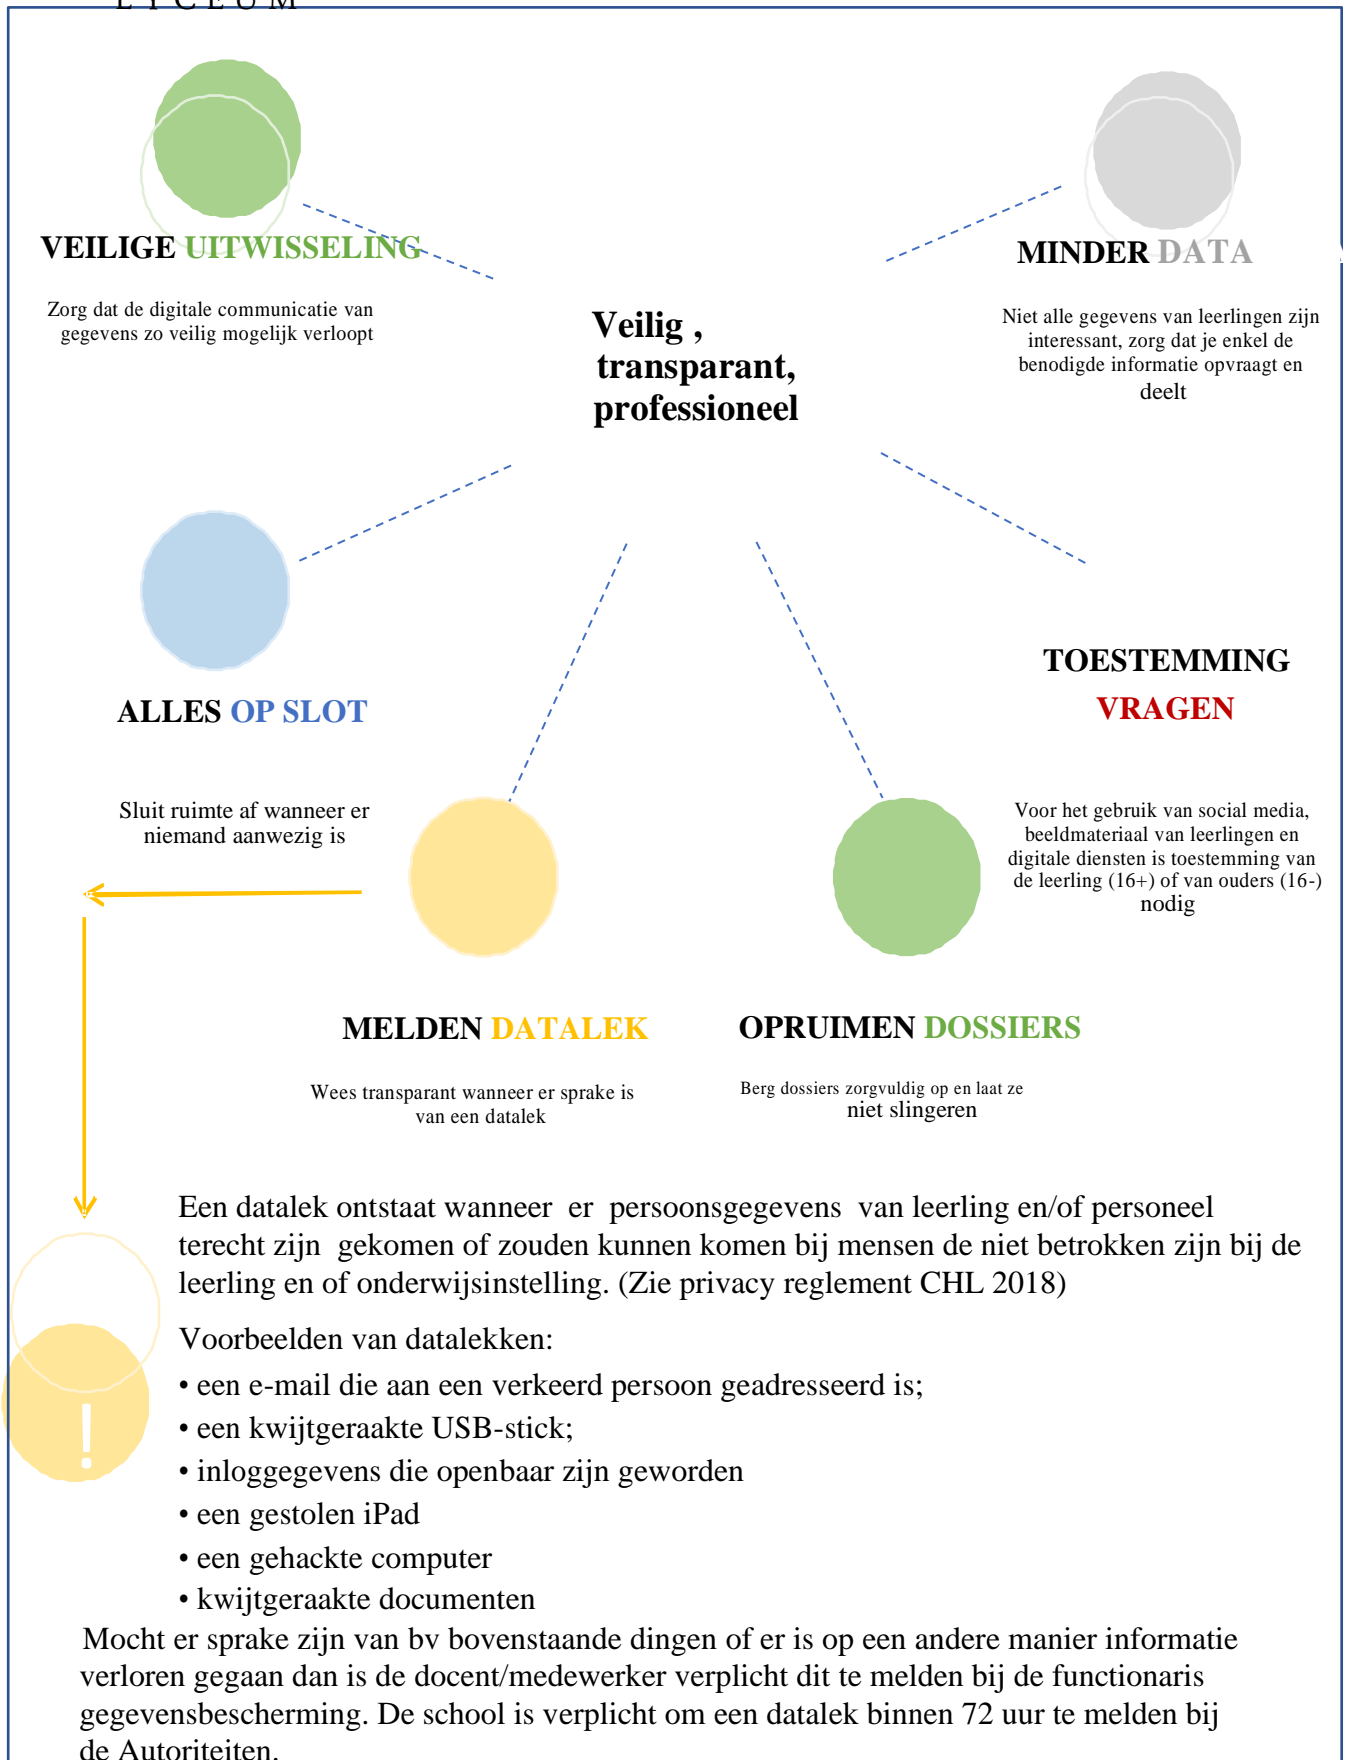 LYCEUM
VEILIGE UITWISSELING
Zorg dat de digitale communicatie van
gegevens zo veilig mogelijk verloopt
MINDER DATA
Niet alle gegevens van leerlingen zijn
interessant, zorg dat je enkel de
benodigde informatie opvraagt en
deelt
Veilig ,
transparant,
professioneel
ALLES OP SLOT
Sluit ruimte af wanneer er
niemand aanwezig is
TOESTEMMING
VRAGEN
Voor het gebruik van social media,
beeldmateriaal van leerlingen en
digitale diensten is toestemming van
de leerling (16+) of van ouders (16-)
nodig
MELDEN DATALEK
Wees transparant wanneer er sprake is
van een datalek
OPRUIMEN DOSSIERS
Berg dossiers zorgvuldig op en laat ze
niet slingeren
Een datalek ontstaat wanneer er persoonsgegevens van leerling en/of personeel
terecht zijn gekomen of zouden kunnen komen bij mensen de niet betrokken zijn bij de
leerling en of onderwijsinstelling. (Zie privacy reglement CHL 2018)
!
Voorbeelden van datalekken:
• een e-mail die aan een verkeerd persoon geadresseerd is;
• een kwijtgeraakte USB-stick;
• inloggegevens die openbaar zijn geworden
• een gestolen iPad
• een gehackte computer
• kwijtgeraakte documenten
Mocht er sprake zijn van bv bovenstaande dingen of er is op een andere manier informatie
verloren gegaan dan is de docent/medewerker verplicht dit te melden bij de functionaris
gegevensbescherming. De school is verplicht om een datalek binnen 72 uur te melden bij
de Autoriteiten.